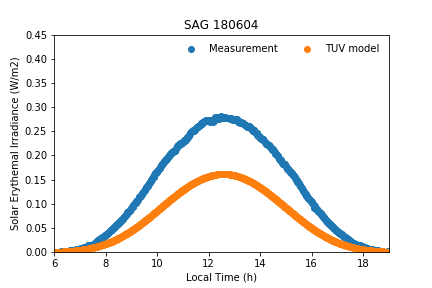 SAG 180604
0.45
0.40
0.35
0.30
0.25
0.20
0.15
0.10
0.05
0.00
Solar Erythemal Irradiance (W/m2)
Measurement TUV model
6 8 10 12 14 16 18
Local Time (h)